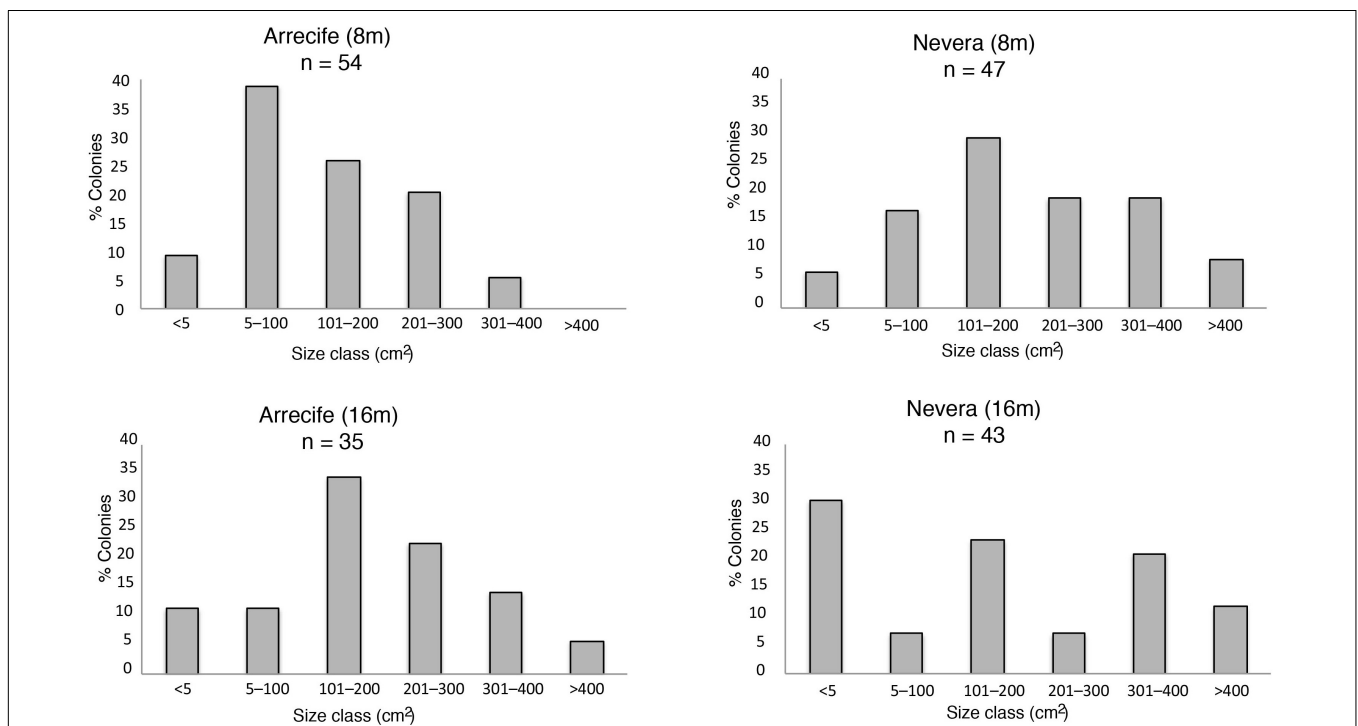 Arrecife (8m)
n = 54
% Colonies
40
35
30
25
20
15
10
5
0
<5 5–100 101–200 201–300 301–400 >400
Size class (cm²)
Nevera (8m)
n = 47
% Colonies
40
35
30
25
20
15
10
5
0
<5 5–100 101–200 201–300 301–400 >400
Size class (cm²)
Arrecife (16m)
n = 35
% Colonies
40
35
30
25
20
15
10
5
0
<5 5–100 101–200 201–300 301–400 >400
Size class (cm²)
Nevera (16m)
n = 43
% Colonies
40
35
30
25
20
15
10
5
0
<5 5–100 101–200 201–300 301–400 >400
Size class (cm²)